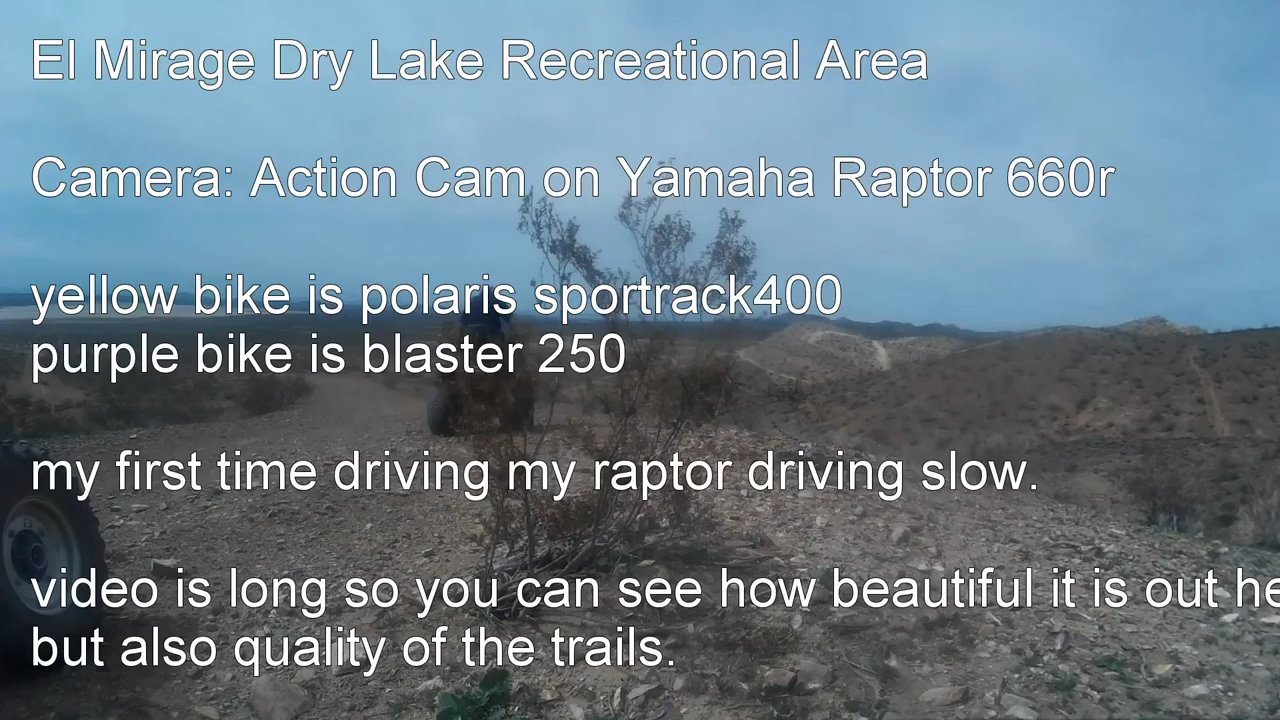 El Mirage Dry Lake Recreational Area
Camera: Action Cam on Yamaha Raptor 660r
yellow bike is polaris sportrack400
purple bike is blaster 250
my first time driving my raptor driving slow.
video is long so you can see how beautiful it is out
but also quality of the trails.